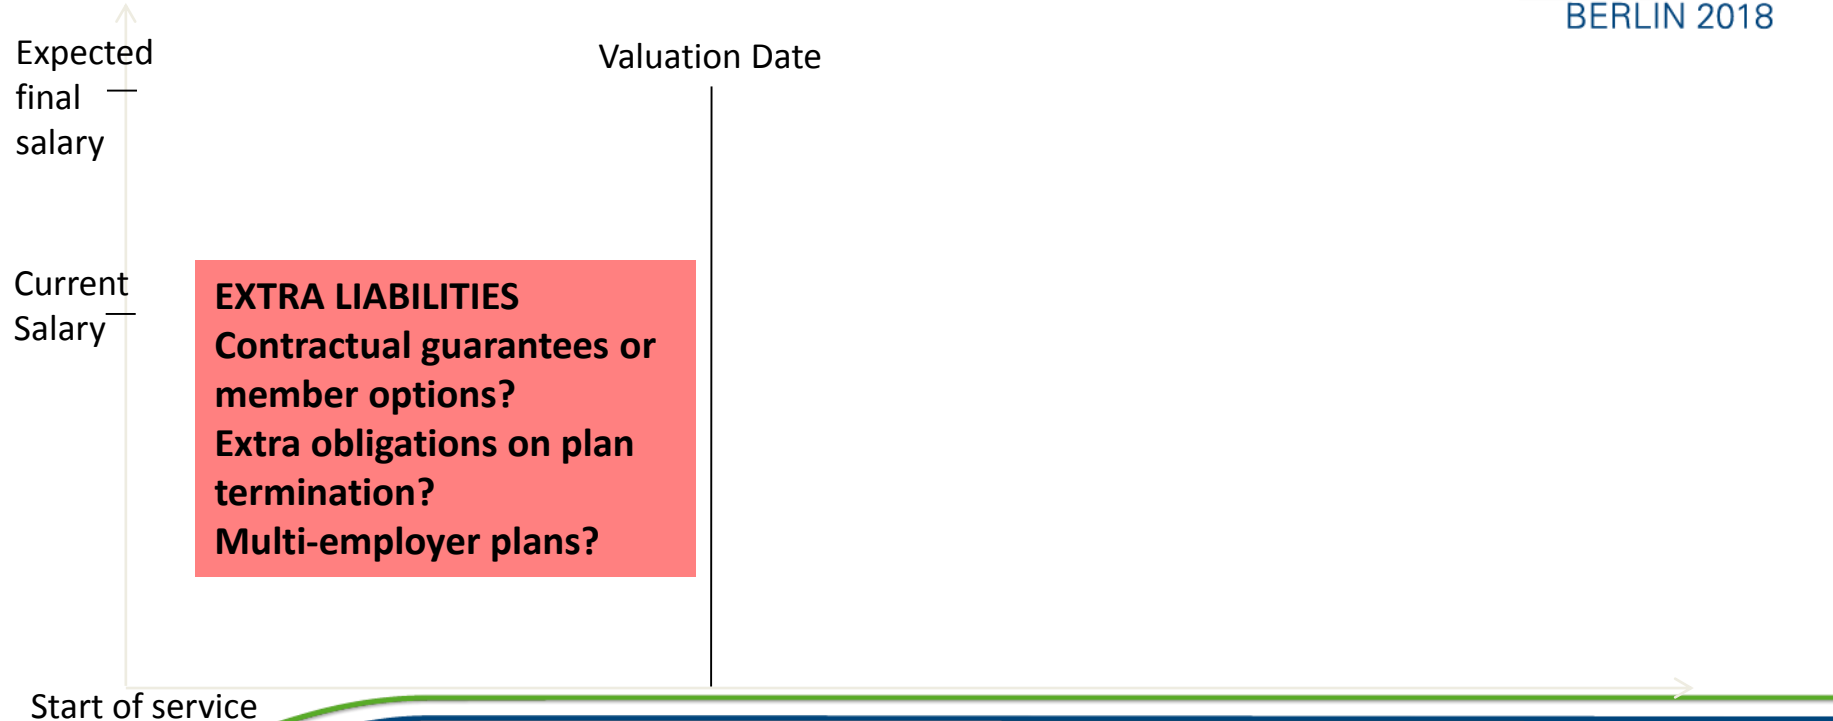 BERLIN 2018
Expected
final
salary
Valuation Date
Current
Salary
EXTRA LIABILITIES
Contractual guarantees or
member options?
Extra obligations on plan
termination?
Multi-employer plans?
Start of service